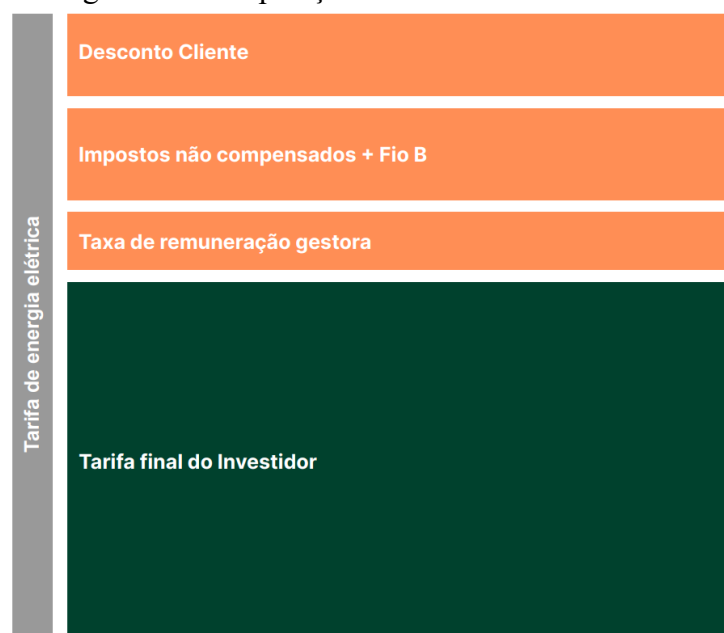 Desconto Cliente
Impostos não compensados + Fio B
Taxa de remuneração gestora
Tarifa de energia elétrica
Tarifa final do Investidor